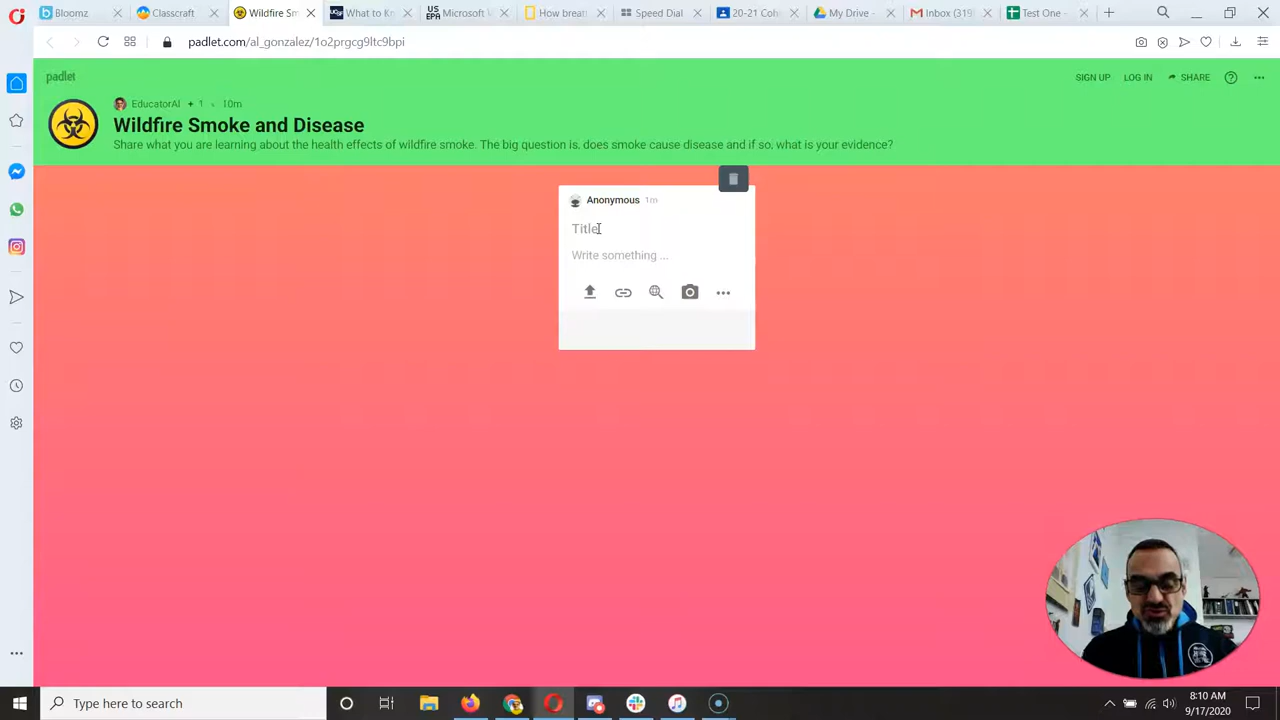 Bloomz
Classcraft
Wildfire Sm
What to Kn
Microsoft V
How breat
Speed Dial
20-21 Coh
My Drive -
Inbox (319
Test One -
padlet.com/al_gonzalez/1o2prgcg9ltc9bpi
padlet
SIGN UP
LOG IN
SHARE
EducatorAl + 1 10m
Wildfire Smoke and Disease
Share what you are learning about the health effects of wildfire smoke. The big question is, does smoke cause disease and if so, what is your evidence?
Anonymous 1m
Title
Write something ...
Type here to search
8:10 AM
9/17/2020